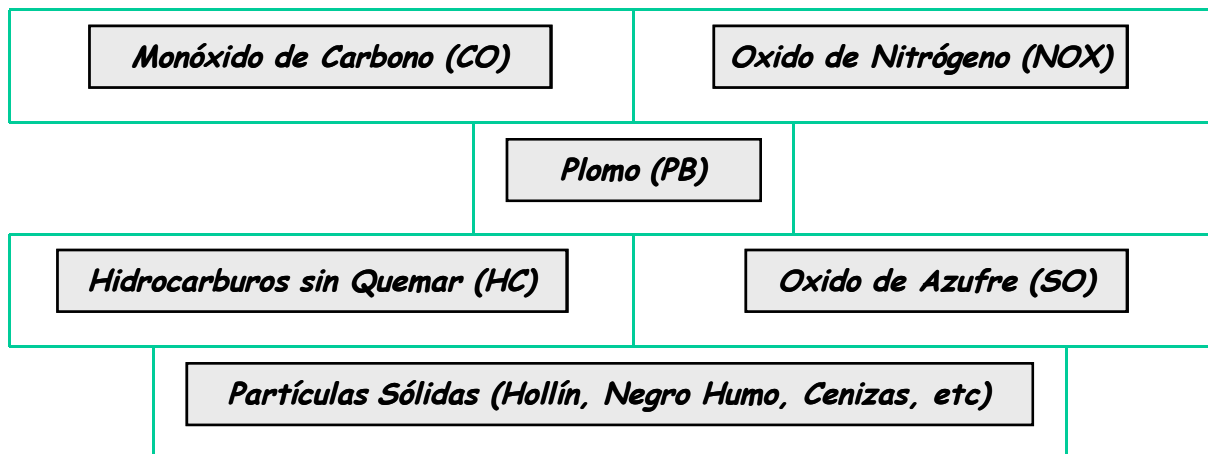 Monóxido de Carbono (CO)
Oxido de Nitrógeno (NOX)
Plomo (PB)
Hidrocarburos sin Quemar (HC)
Oxido de Azufre (SO)
Partículas Sólidas (Hollín, Negro Humo, Cenizas, etc)